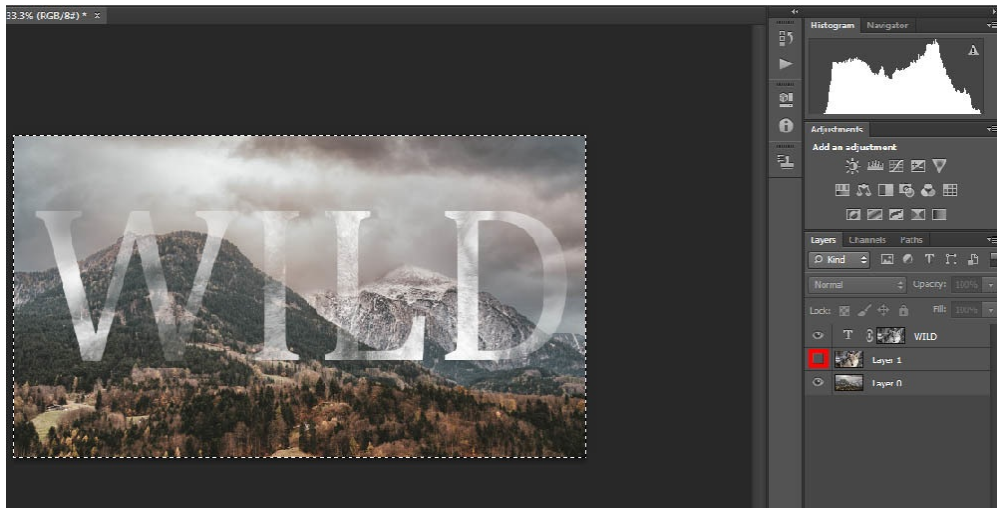 33.3% (RGB/8#) * ×
Histogram Navigator
WILD
Adjustments
Add an adjustment
Layers Channels Paths
Kind
Normal Opacity: 100%
Lock: Fill: 100%
T WILD
Layer 1
Layer 0